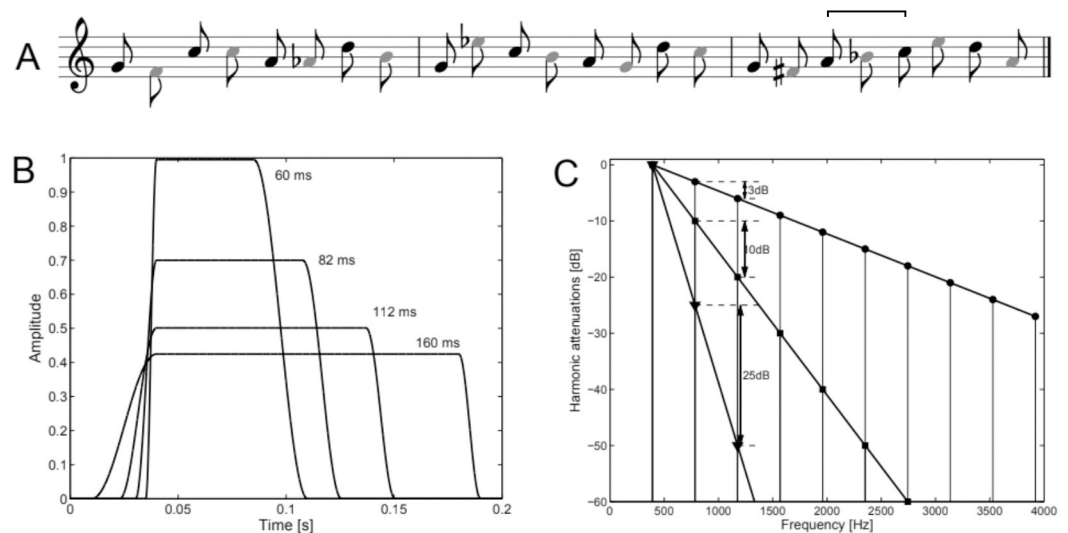 A
B
1
0.9
0.8
0.7
0.6
0.5
0.4
0.3
0.2
0.1
0
60 ms
82 ms
112 ms
160 ms
Amplitude
0
0.05
0.1
0.15
0.2
Time [s]
C
0
−10
−20
−30
−40
−50
−60
3dB
10dB
25dB
Harmonic attenuations [dB]
0
500
1000
1500
2000
2500
3000
3500
4000
Frequency [Hz]